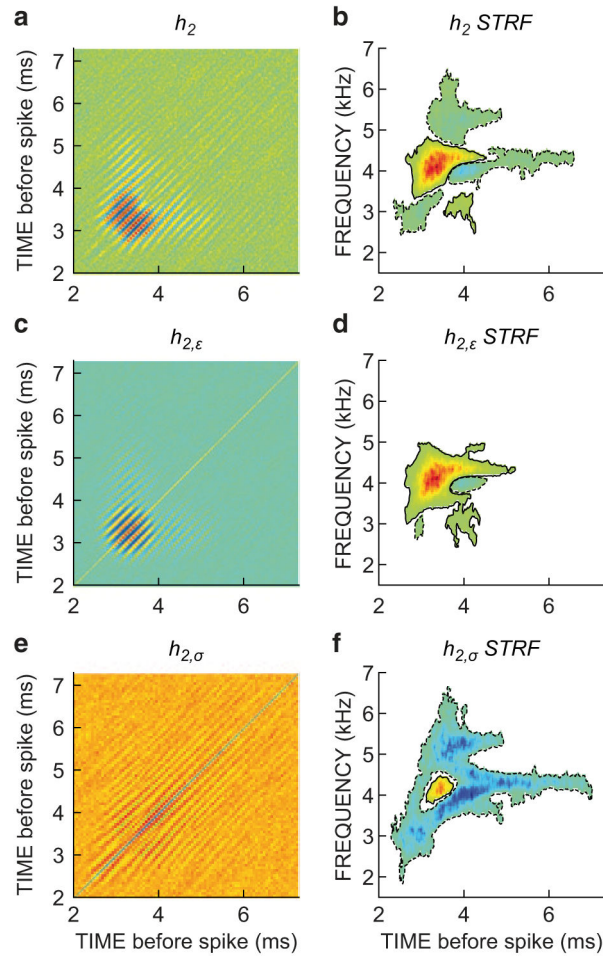 a
h2
TIME before spike (ms)
7
6
5
4
3
2
2 4 6
b
h2 STRF
FREQUENCY (kHz)
7
6
5
4
3
2
2 4 6
c
h2,ε
TIME before spike (ms)
7
6
5
4
3
2
2 4 6
d
h2,ε STRF
FREQUENCY (kHz)
7
6
5
4
3
2
2 4 6
e
h2,σ
TIME before spike (ms)
7
6
5
4
3
2
2 4 6
TIME before spike (ms)
f
h2,σ STRF
FREQUENCY (kHz)
7
6
5
4
3
2
2 4 6
TIME before spike (ms)